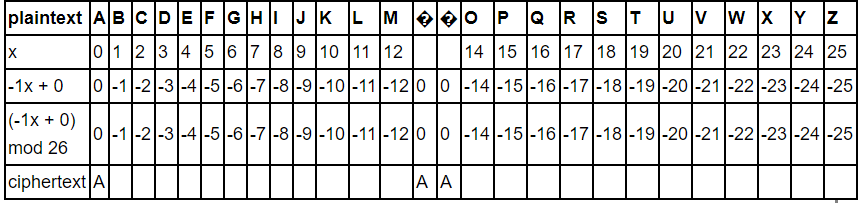 plaintext A B C D E F G H I J K L M � � O P Q R S T U V W X Y Z
x 0 1 2 3 4 5 6 7 8 9 10 11 12 14 15 16 17 18 19 20 21 22 23 24 25
-1x + 0 0 -1 -2 -3 -4 -5 -6 -7 -8 -9 -10 -11 -12 0 0 -14 -15 -16 -17 -18 -19 -20 -21 -22 -23 -24 -25
(-1x + 0)
mod 26 0 -1 -2 -3 -4 -5 -6 -7 -8 -9 -10 -11 -12 0 0 -14 -15 -16 -17 -18 -19 -20 -21 -22 -23 -24 -25
ciphertext A A A